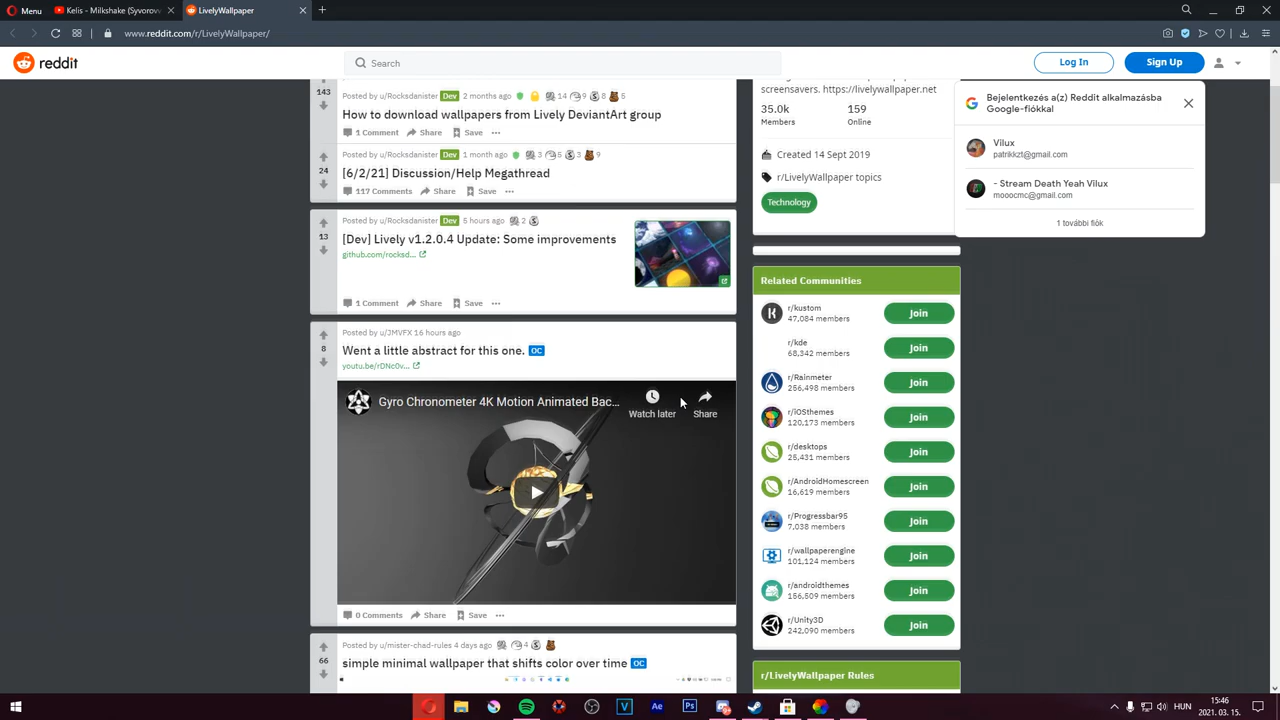 Menu
Kelis - Milkshake (Syvorov
LivelyWallpaper
www.reddit.com/r/LivelyWallpaper/
reddit
Search
Log In
Sign Up
143
Posted by u/Rocksdanister Dev 2 months ago 14 9 8 5
How to download wallpapers from Lively DeviantArt group
1 Comment Share Save
24
Posted by u/Rocksdanister Dev 1 month ago 3 5 3 9
[6/2/21] Discussion/Help Megathread
117 Comments Share Save
13
Posted by u/Rocksdanister Dev 5 hours ago 2
[Dev] Lively v1.2.0.4 Update: Some improvements
github.com/rocksd...
1 Comment Share Save
8
Posted by u/JMVFX 16 hours ago
Went a little abstract for this one. OC
youtu.be/rDNc0v...
Gyro Chronometer 4K Motion Animated Bac...
Watch later
Share
0 Comments Share Save
66
Posted by u/mister-chad-rules 4 days ago 4
simple minimal wallpaper that shifts color over time OC
screensavers. https://livelywallpaper.net
35.0k
Members
159
Online
Created 14 Sept 2019
r/LivelyWallpaper topics
Technology
Related Communities
r/kustom
47,084 members
Join
r/kde
68,342 members
Join
r/Rainmeter
256,498 members
Join
r/iOSthemes
120,173 members
Join
r/desktops
25,431 members
Join
r/AndroidHomescreen
16,619 members
Join
r/Progressbar95
7,038 members
Join
r/wallpaperengine
101,124 members
Join
r/androidthemes
156,509 members
Join
r/Unity3D
242,090 members
Join
r/LivelyWallpaper Rules
Bejelentkezés a(z) Reddit alkalmazásba
Google-fiókkal
Vilux
patrikkzt@gmail.com
- Stream Death Yeah Vilux
mooocmc@gmail.com
1 további fiók
HUN
15:46
2021. 03. 15.